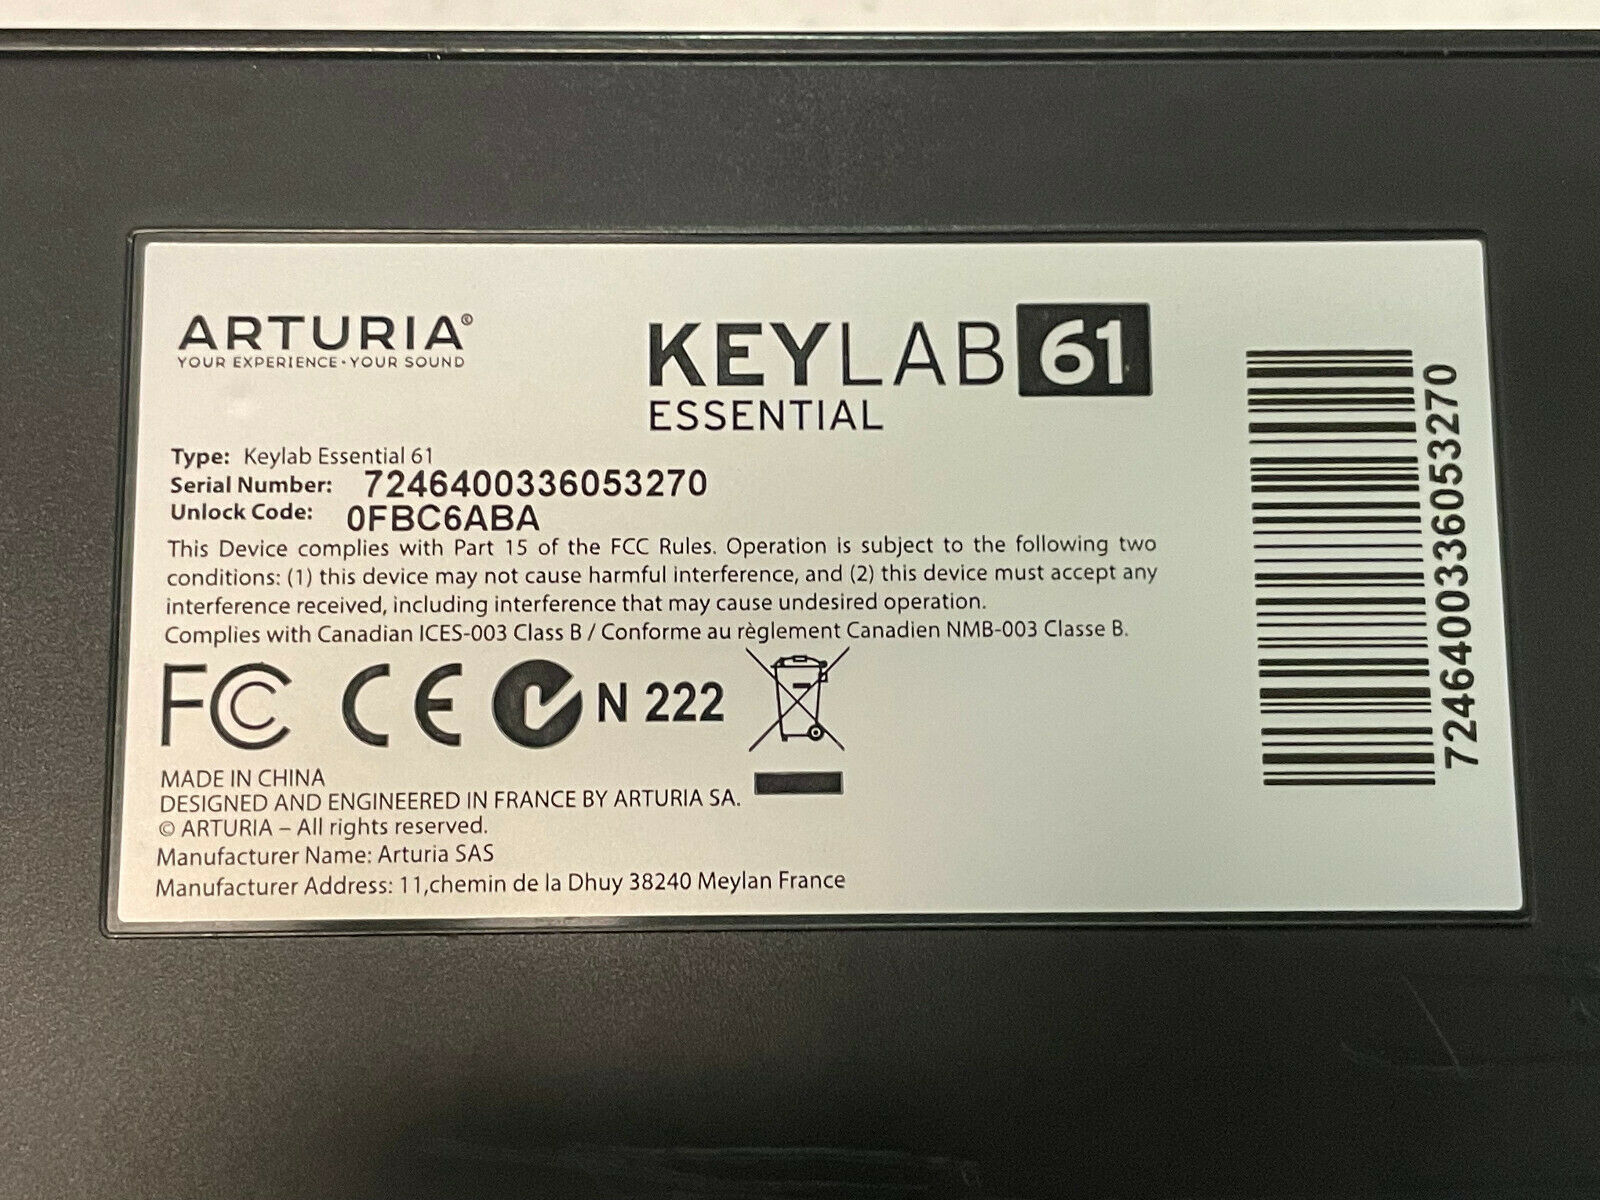 ARTURIA©
YOUR EXPERIENCE • YOUR SOUND
KEYLAB 61
ESSENTIAL
Type: Keylab Essential 61
Serial Number: 7246400336053270
Unlock Code: 0FBC6ABA
This Device complies with Part 15 of the FCC Rules. Operation is subject to the following two
conditions: (1) this device may not cause harmful interference, and (2) this device must accept any
interference received, including interference that may cause undesired operation.
Complies with Canadian ICES-003 Class B / Conforme au règlement Canadien NMB-003 Classe B.
FC CE N 222
MADE IN CHINA
DESIGNED AND ENGINEERED IN FRANCE BY ARTURIA SA.
© ARTURIA – All rights reserved.
Manufacturer Name: Arturia SAS
Manufacturer Address: 11,chemin de la Dhuy 38240 Meylan France
7246400336053270